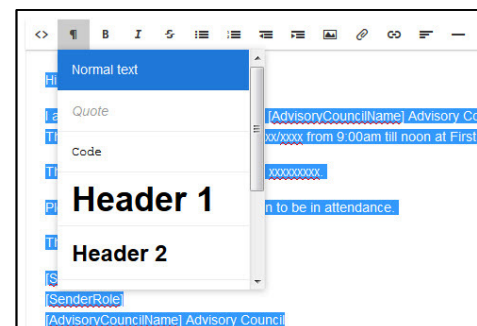 <> ¶ B I S
Normal text
Hi
Quote
[AdvisoryCouncilName] Advisory Co
Th xx/xxxx from 9:00am till noon at First
Code
Th xxxxxxxxx.
Header 1
Pl n to be in attendance.
Header 2
Th
[S
[SenderRole]
[AdvisoryCouncilName] Advisory Council